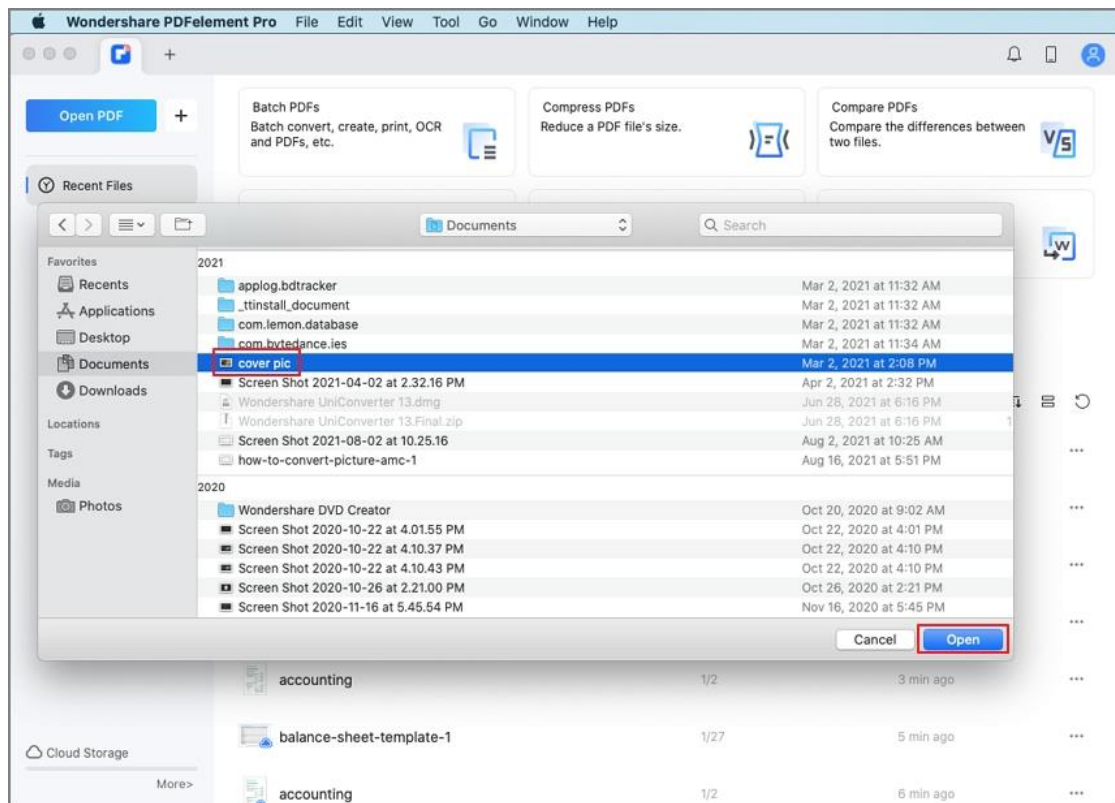 Wondershare PDFelement Pro File Edit View Tool Go Window Help
Open PDF
Recent Files
Batch PDFs
Batch convert, create, print, OCR
and PDFs, etc.
Compress PDFs
Reduce a PDF file's size.
Compare PDFs
Compare the differences between
two files.
Documents
Search
Favorites
Recents
Applications
Desktop
Documents
Downloads
Locations
Tags
Media
Photos
2021
applog.bdtracker Mar 2, 2021 at 11:32 AM
_ttinstall_document Mar 2, 2021 at 11:32 AM
com.lemon.database Mar 2, 2021 at 11:32 AM
com.bytedance.ies Mar 2, 2021 at 11:34 AM
cover pic Mar 2, 2021 at 2:08 PM
Screen Shot 2021-04-02 at 2.32.16 PM Apr 2, 2021 at 2:32 PM
Wondershare UniConverter 13.dmg Jun 28, 2021 at 6:16 PM
Wondershare UniConverter 13.Final.zip Jun 28, 2021 at 6:16 PM
Screen Shot 2021-08-02 at 10.25.16 Aug 2, 2021 at 10:25 AM
how-to-convert-picture-amc-1 Aug 16, 2021 at 5:51 PM
2020
Wondershare DVD Creator Oct 20, 2020 at 9:02 AM
Screen Shot 2020-10-22 at 4.01.55 PM Oct 22, 2020 at 4:01 PM
Screen Shot 2020-10-22 at 4.10.37 PM Oct 22, 2020 at 4:10 PM
Screen Shot 2020-10-22 at 4.10.43 PM Oct 22, 2020 at 4:10 PM
Screen Shot 2020-10-26 at 2.21.00 PM Oct 26, 2020 at 2:21 PM
Screen Shot 2020-11-16 at 5.45.54 PM Nov 16, 2020 at 5:45 PM
Cancel Open
accounting 1/2 3 min ago
balance-sheet-template-1 1/27 5 min ago
accounting 1/2 6 min ago
Cloud Storage
More>